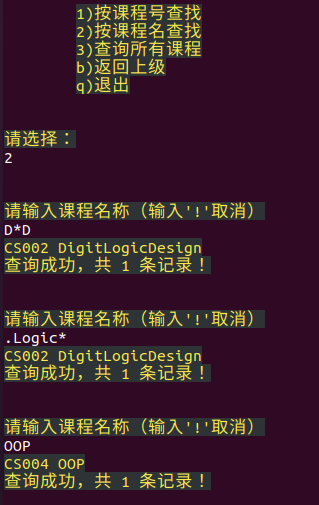 1)按课程号查找
2)按课程名查找
3)查询所有课程
b)返回上级
q)退出
请选择：
2
请输入课程名称（输入'!'取消）
D*D
CS002 DigitLogicDesign
查询成功，共 1 条记录！
请输入课程名称（输入'!'取消）
.Logic*
CS002 DigitLogicDesign
查询成功，共 1 条记录！
请输入课程名称（输入'!'取消）
OOP
CS004 OOP
查询成功，共 1 条记录！